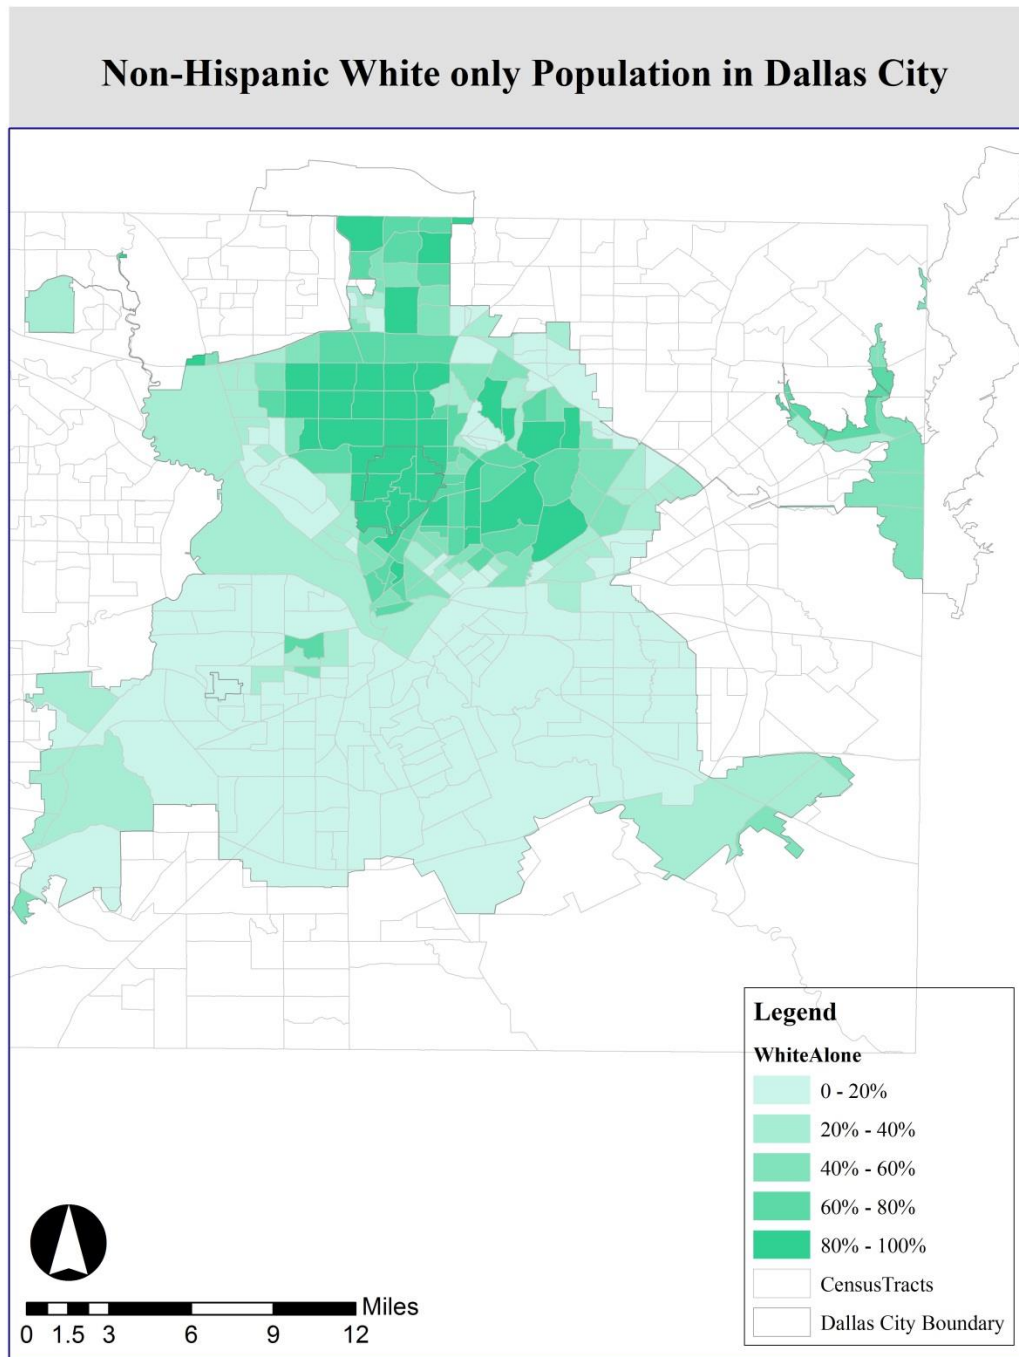 Non-Hispanic White only Population in Dallas City
Legend
WhiteAlone
0 - 20%
20% - 40%
40% - 60%
60% - 80%
80% - 100%
CensusTracts
Dallas City Boundary
Miles
0 1.5 3 6 9 12